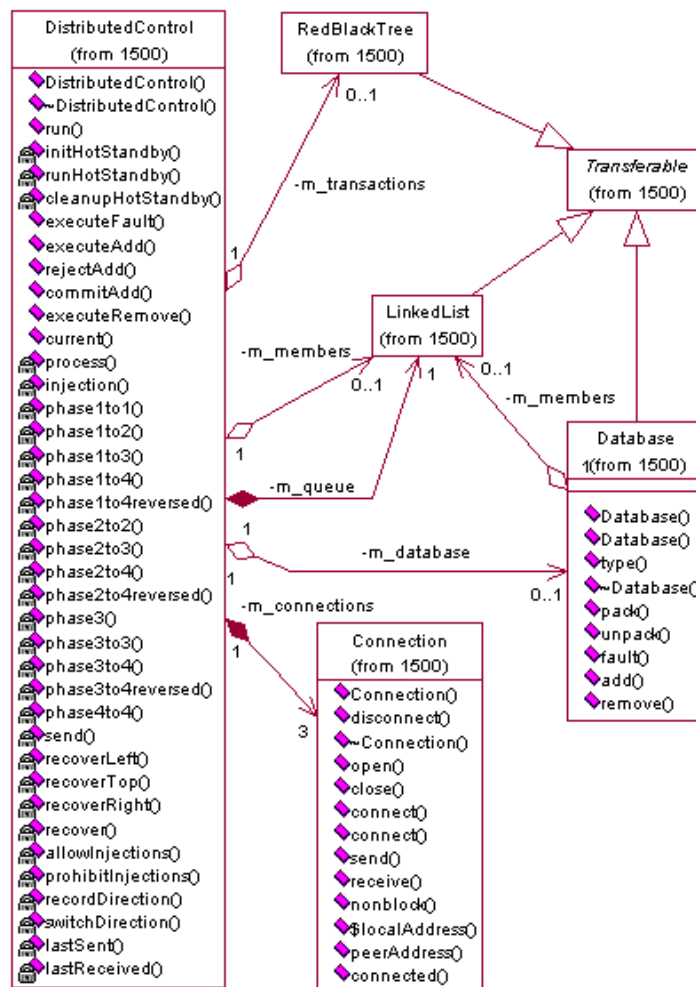 DistributedControl
(from 1500)
DistributedControl()
~DistributedControl()
run()
initHotStandby()
runHotStandby()
cleanupHotStandby()
executeFault()
executeAdd()
rejectAdd()
commitAdd()
executeRemove()
current()
process()
injection()
phase1to1()
phase1to2()
phase1to3()
phase1to4()
phase1to4reversed()
phase2to2()
phase2to3()
phase2to4()
phase2to4reversed()
phase3()
phase3to3()
phase3to4()
phase3to4reversed()
phase4to4()
send()
recoverLeft()
recoverTop()
recoverRight()
recover()
allowInjections()
prohibitInjections()
recordDirection()
switchDirection()
lastSent()
lastReceived()
RedBlackTree
(from 1500)
0..1
-m_transactions
1
Transferable
(from 1500)
LinkedList
(from 1500)
-m_members
0..1
1
1
0..1
-m_members
1
-m_queue
1
-m_database
1
0..1
-m_connections
1
3
Database
(from 1500)
Database()
Database()
type()
~Database()
pack()
unpack()
fault()
add()
remove()
Connection
(from 1500)
Connection()
disconnect()
~Connection()
open()
close()
connect()
connect()
send()
receive()
nonblock()
$localAddress()
peerAddress()
connected()